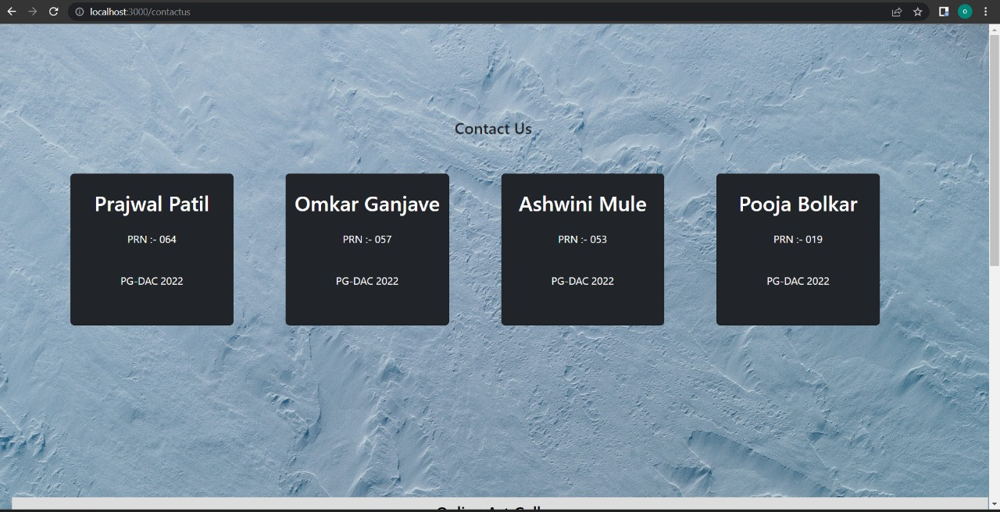 localhost:3000/contactus
Contact Us
Prajwal Patil
PRN :- 064
PG-DAC 2022
Omkar Ganjave
PRN :- 057
PG-DAC 2022
Ashwini Mule
PRN :- 053
PG-DAC 2022
Pooja Bolkar
PRN :- 019
PG-DAC 2022